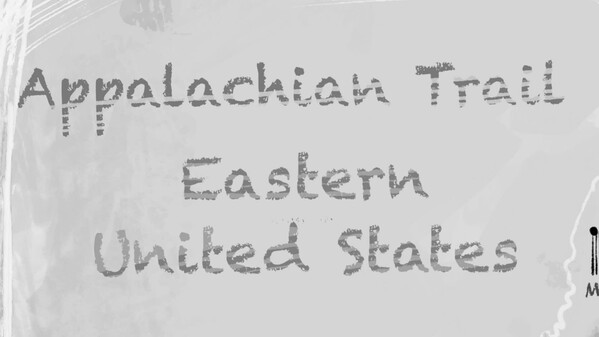 Appalachian Trail
Eastern
United States